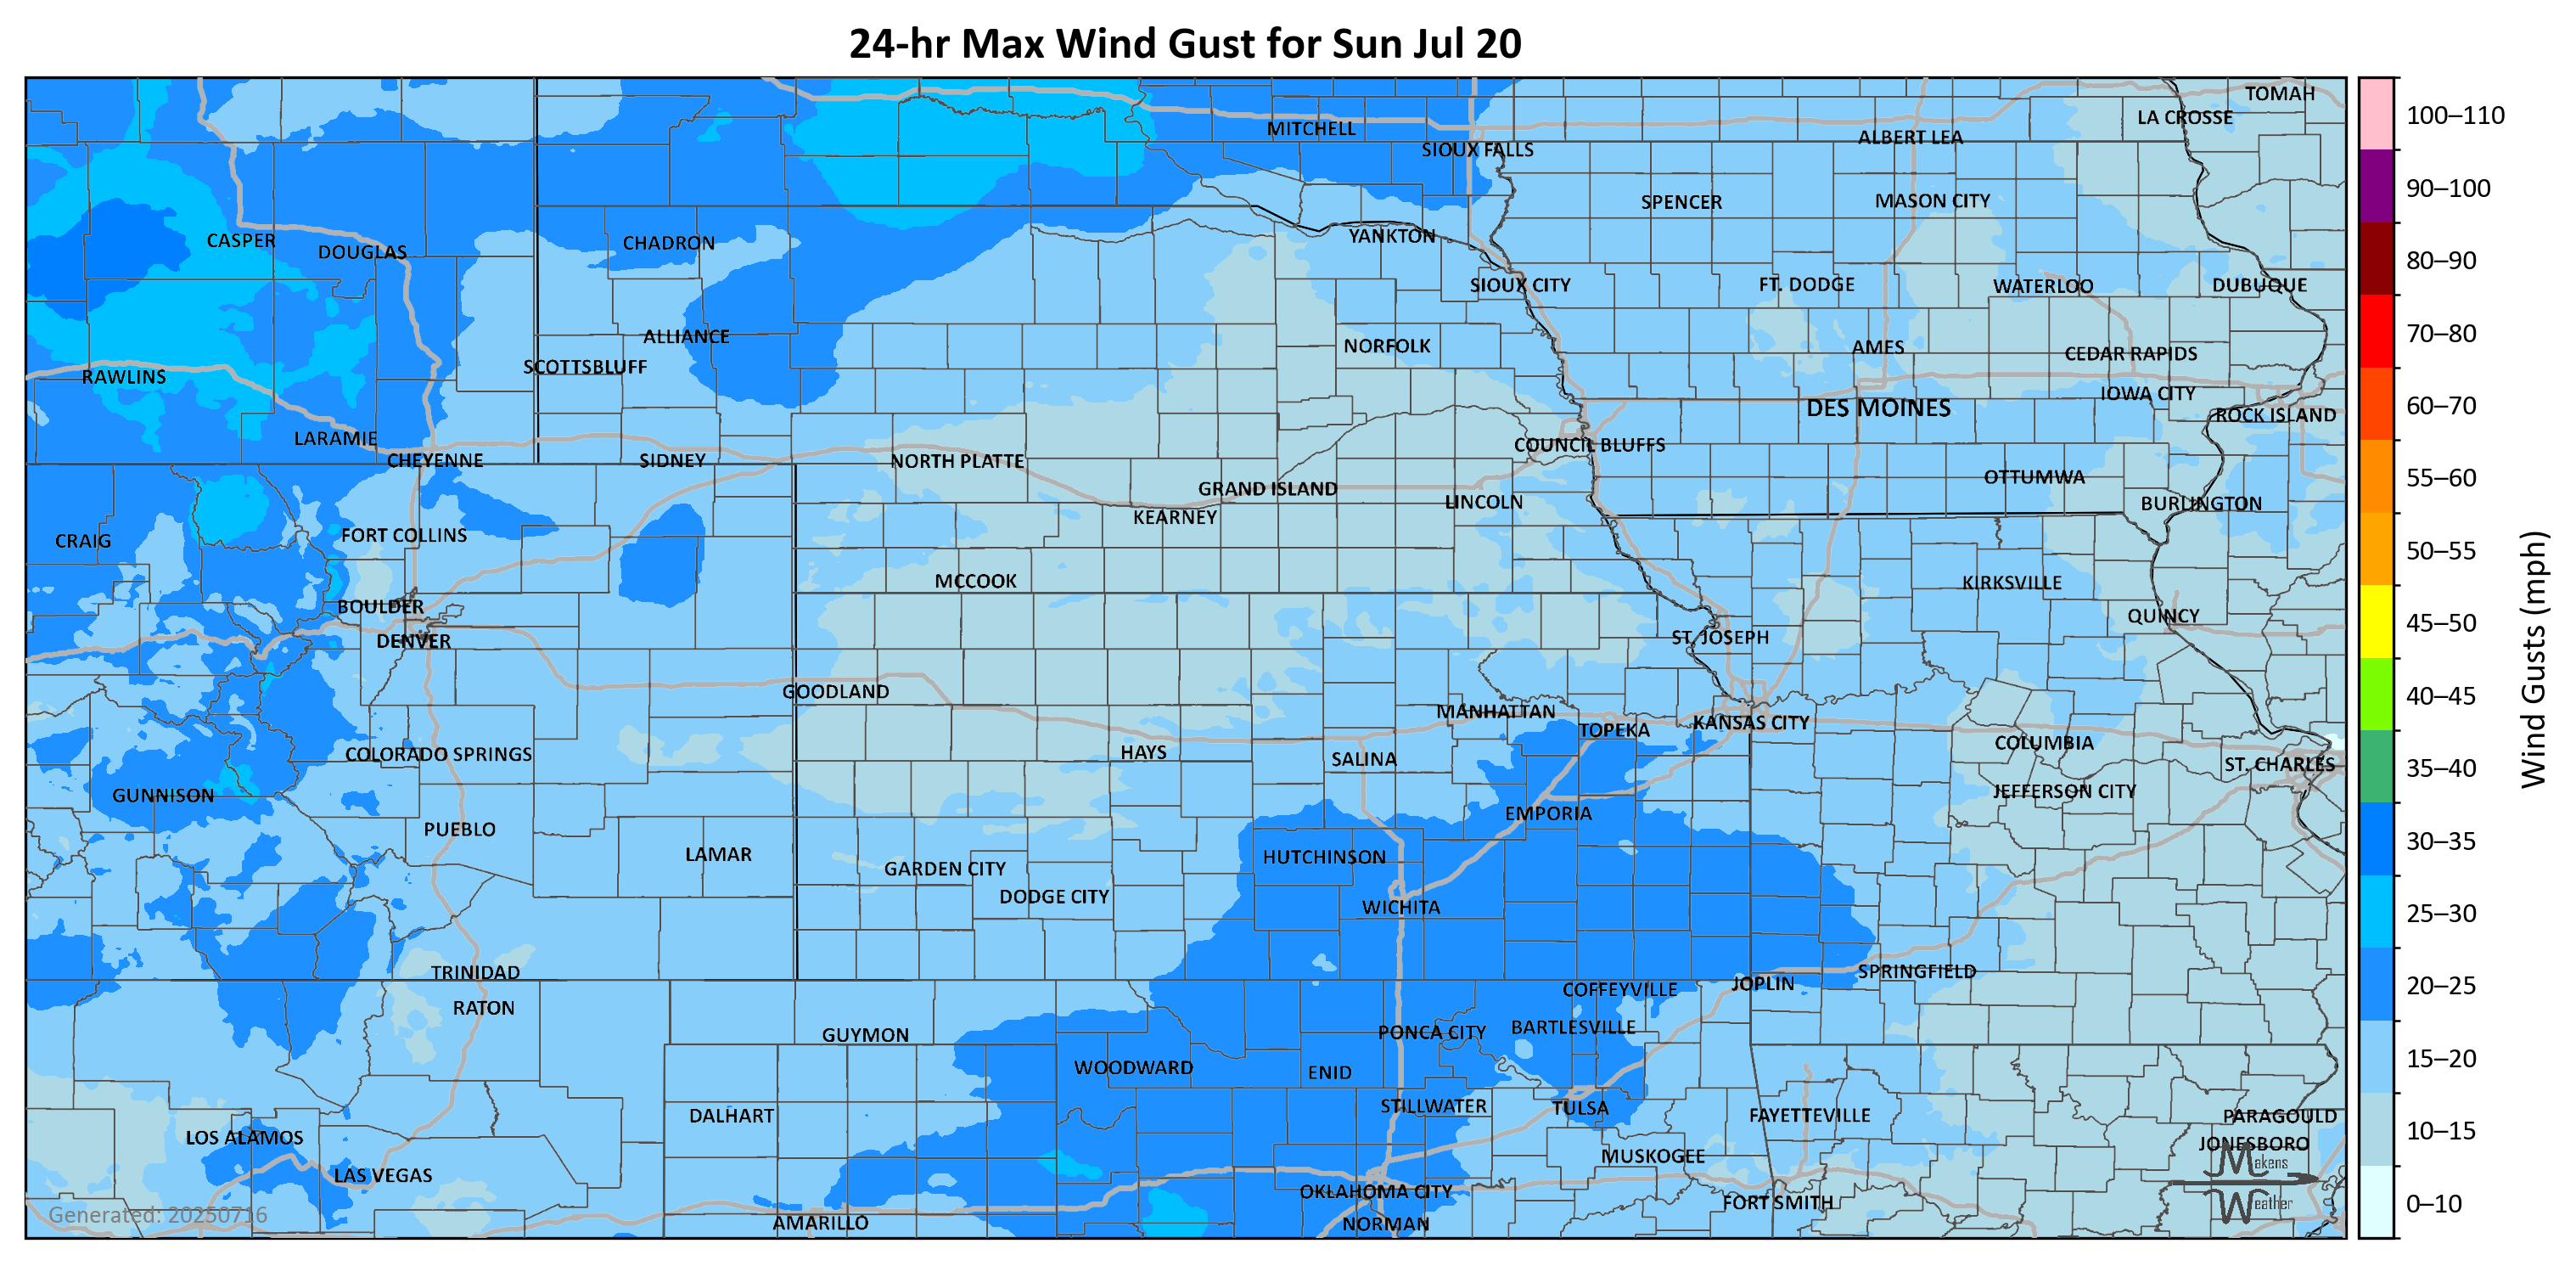 24-hr Max Wind Gust for Sun Jul 20
TOMAH
LA CROSSE
MITCHELL
ALBERT LEA
SIOUX FALLS
SPENCER
MASON CITY
YANKTON
CASPER
CHADRON
DOUGLAS
SIOUX CITY
FT. DODGE
WATERLOO
DUBUQUE
ALLIANCE
NORFOLK
AMES
CEDAR RAPIDS
SCOTTSBLUFF
RAWLINS
IOWA CITY
DES MOINES
ROCK ISLAND
LARAMIE
COUNCIL BLUFFS
CHEYENNE
SIDNEY
NORTH PLATTE
OTTUMWA
GRAND ISLAND
LINCOLN
BURLINGTON
KEARNEY
FORT COLLINS
CRAIG
MCCOOK
KIRKSVILLE
BOULDER
QUINCY
DENVER
ST. JOSEPH
GOODLAND
MANHATTAN
KANSAS CITY
TOPEKA
COLUMBIA
COLORADO SPRINGS
HAYS
SALINA
ST. CHARLES
JEFFERSON CITY
GUNNISON
EMPORIA
PUEBLO
LAMAR
HUTCHINSON
GARDEN CITY
DODGE CITY
WICHITA
TRINIDAD
SPRINGFIELD
JOPLIN
COFFEYVILLE
RATON
BARTLESVILLE
PONCA CITY
GUYMON
WOODWARD
ENID
STILLWATER
TULSA
DALHART
FAYETTEVILLE
PARAGOULD
LOS ALAMOS
JONESBORO
MUSKOGEE
LAS VEGAS
OKLAHOMA CITY
FORT SMITH
AMARILLO
NORMAN
Makens
Weather
Generated: 20250716
100–110
90–100
80–90
70–80
60–70
55–60
50–55
45–50
40–45
35–40
30–35
25–30
20–25
15–20
10–15
0–10
Wind Gusts (mph)